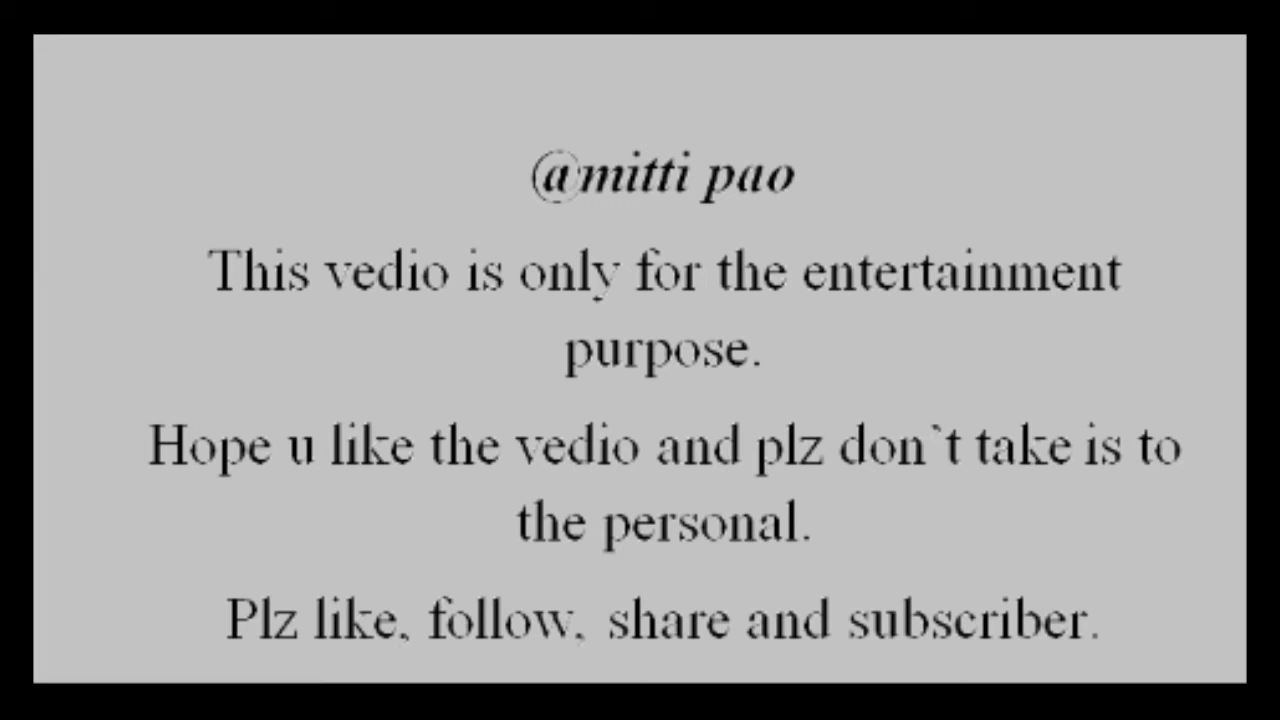 @mitti pao
This vedio is only for the entertainment
purpose.
Hope u like the vedio and plz don`t take is to
the personal.
Plz like, follow, share and subscriber.